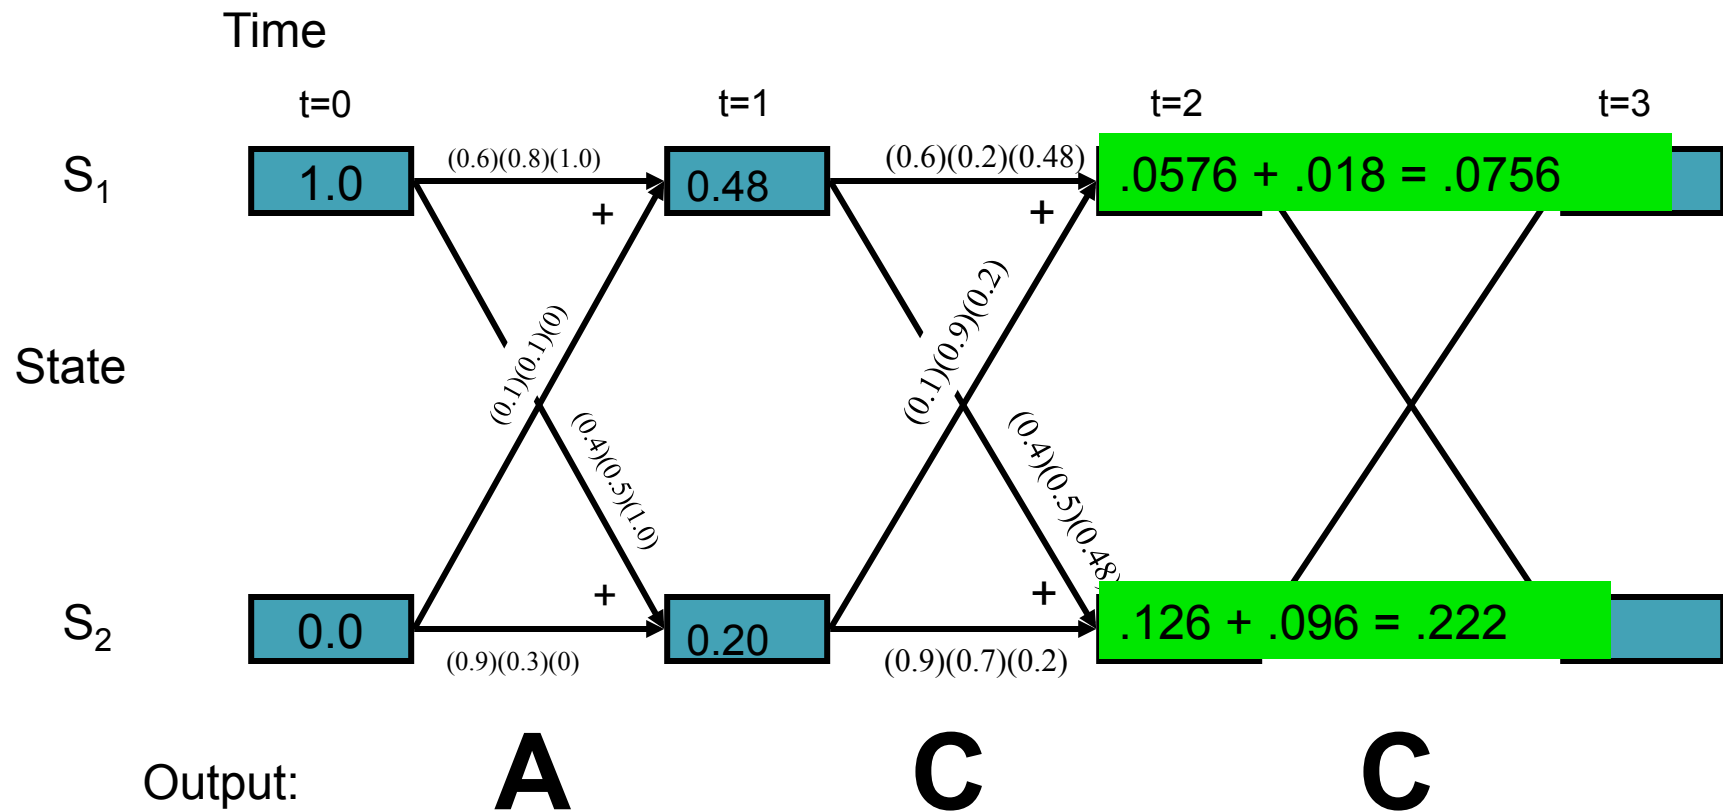 Time
t=0 t=1 t=2 t=3
S1 1.0 (0.6)(0.8)(1.0) + 0.48 (0.6)(0.2)(0.48) + .0576 + .018 = .0756
(0.1)(0.1)(0)
(0.1)(0.9)(0.2)
State
(0.4)(0.5)(1.0)
(0.4)(0.5)(0.48)
S2 0.0 (0.9)(0.3)(0) + 0.20 (0.9)(0.7)(0.2) + .126 + .096 = .222
Output: A C C